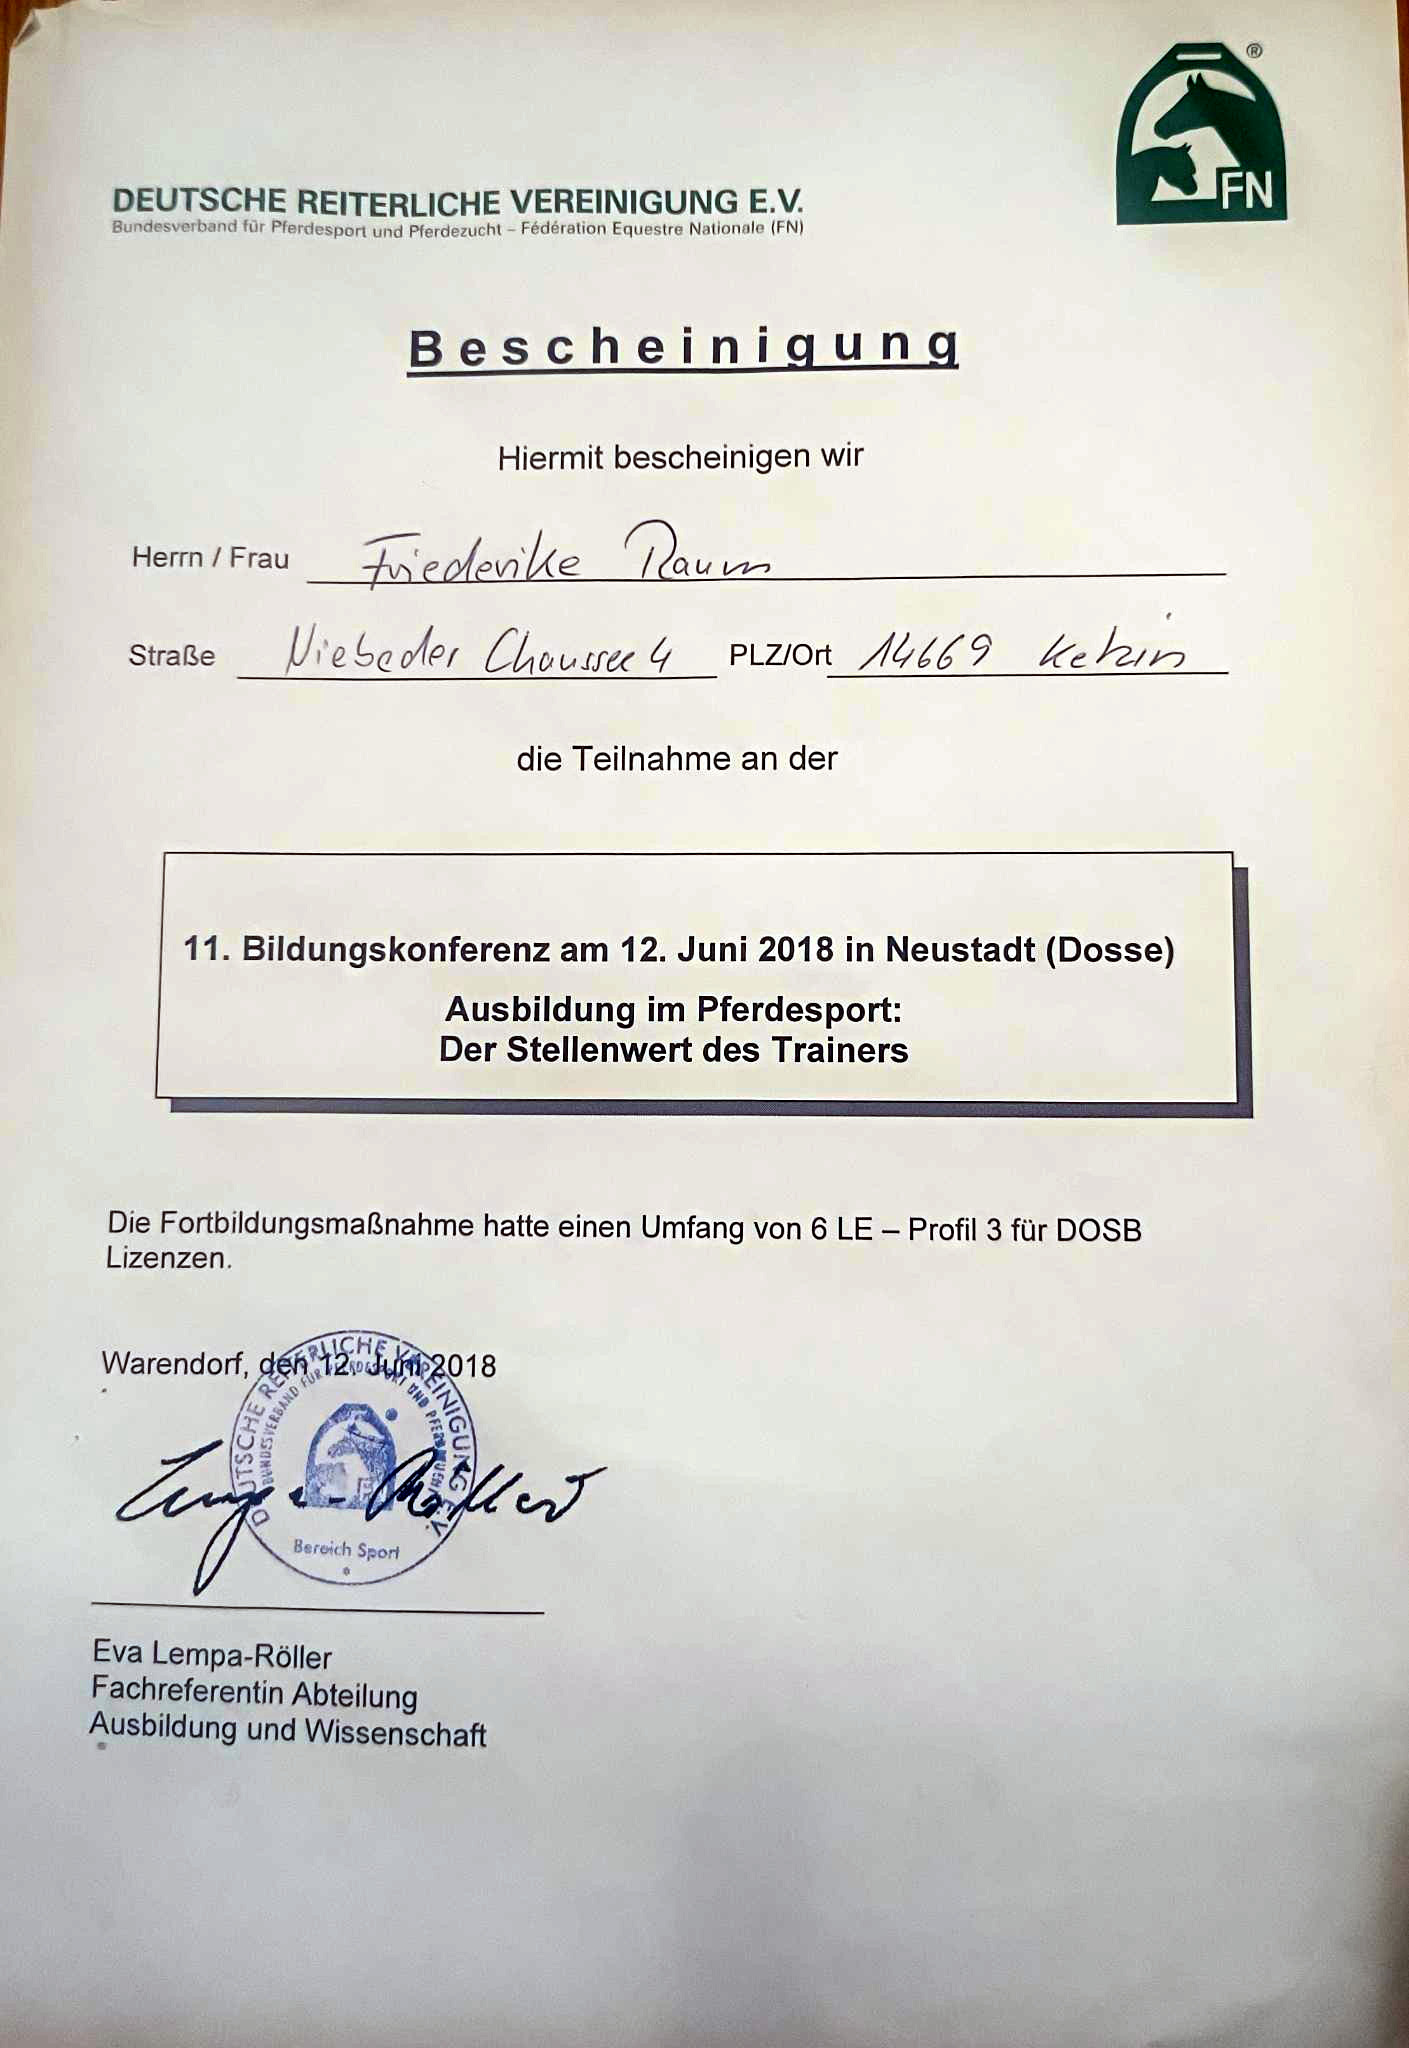 ®
FN
DEUTSCHE REITERLICHE VEREINIGUNG E.V.
Bundesverband für Pferdesport und Pferdezucht – Fédération Equestre Nationale (FN)
Bescheinigung
Hiermit bescheinigen wir
Herrn / Frau Friederike Raum
Straße Niebeder Chaussee 4 PLZ/Ort 14669 Ketzin
die Teilnahme an der
11. Bildungskonferenz am 12. Juni 2018 in Neustadt (Dosse)
Ausbildung im Pferdesport:
Der Stellenwert des Trainers
Die Fortbildungsmaßnahme hatte einen Umfang von 6 LE – Profil 3 für DOSB
Lizenzen.
Warendorf, den 12. Juni 2018
DEUTSCHE REITERLICHE VEREINIGUNG E.V.
BUNDESVERBAND FÜR PFERDESPORT UND
Bereich Sport
Eva Lempa-Röller
Fachreferentin Abteilung
Ausbildung und Wissenschaft